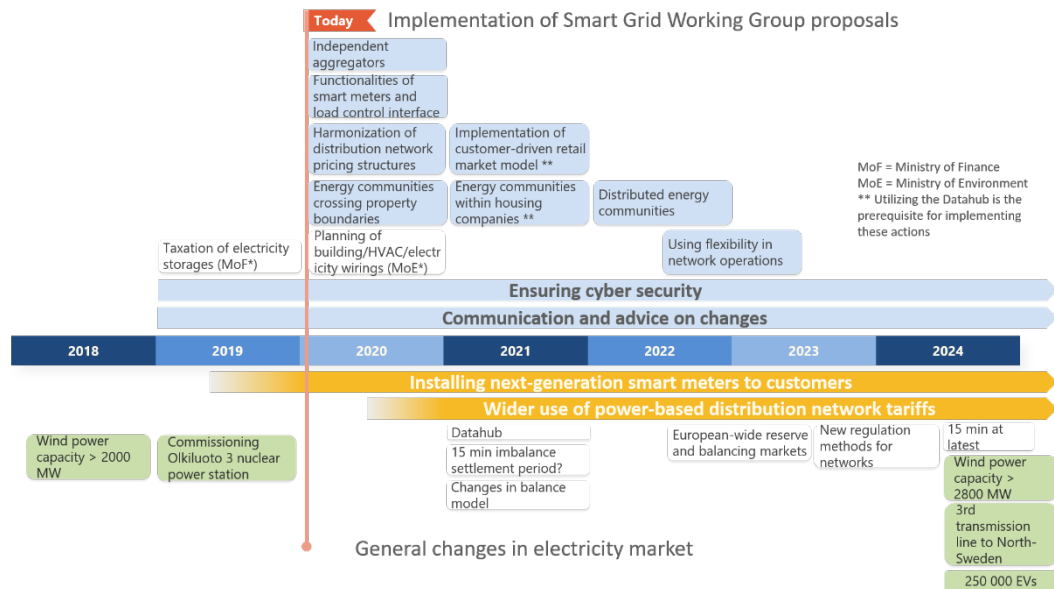 Today
Implementation of Smart Grid Working Group proposals
Independent
aggregators
Functionalities of
smart meters and
load control interface
Harmonization of
distribution network
pricing structures
Implementation of
customer-driven retail
market model **
MoF = Ministry of Finance
MoE = Ministry of Environment
** Utilizing the Datahub is the
prerequisite for implementing
these actions
Energy communities
crossing property
boundaries
Energy communities
within housing
companies **
Distributed energy
communities
Taxation of electricity
storages (MoF*)
Planning of
building/HVAC/electr
icity wirings (MoE*)
Using flexibility in
network operations
Ensuring cyber security
Communication and advice on changes
2018
2019
2020
2021
2022
2023
2024
Installing next-generation smart meters to customers
Wider use of power-based distribution network tariffs
Wind power
capacity > 2000
MW
Commissioning
Olkiluoto 3 nuclear
power station
Datahub
15 min imbalance
settlement period?
Changes in balance
model
European-wide reserve
and balancing markets
New regulation
methods for
networks
15 min at
latest
Wind power
capacity >
2800 MW
3rd
transmission
line to North-
Sweden
250 000 EVs
General changes in electricity market